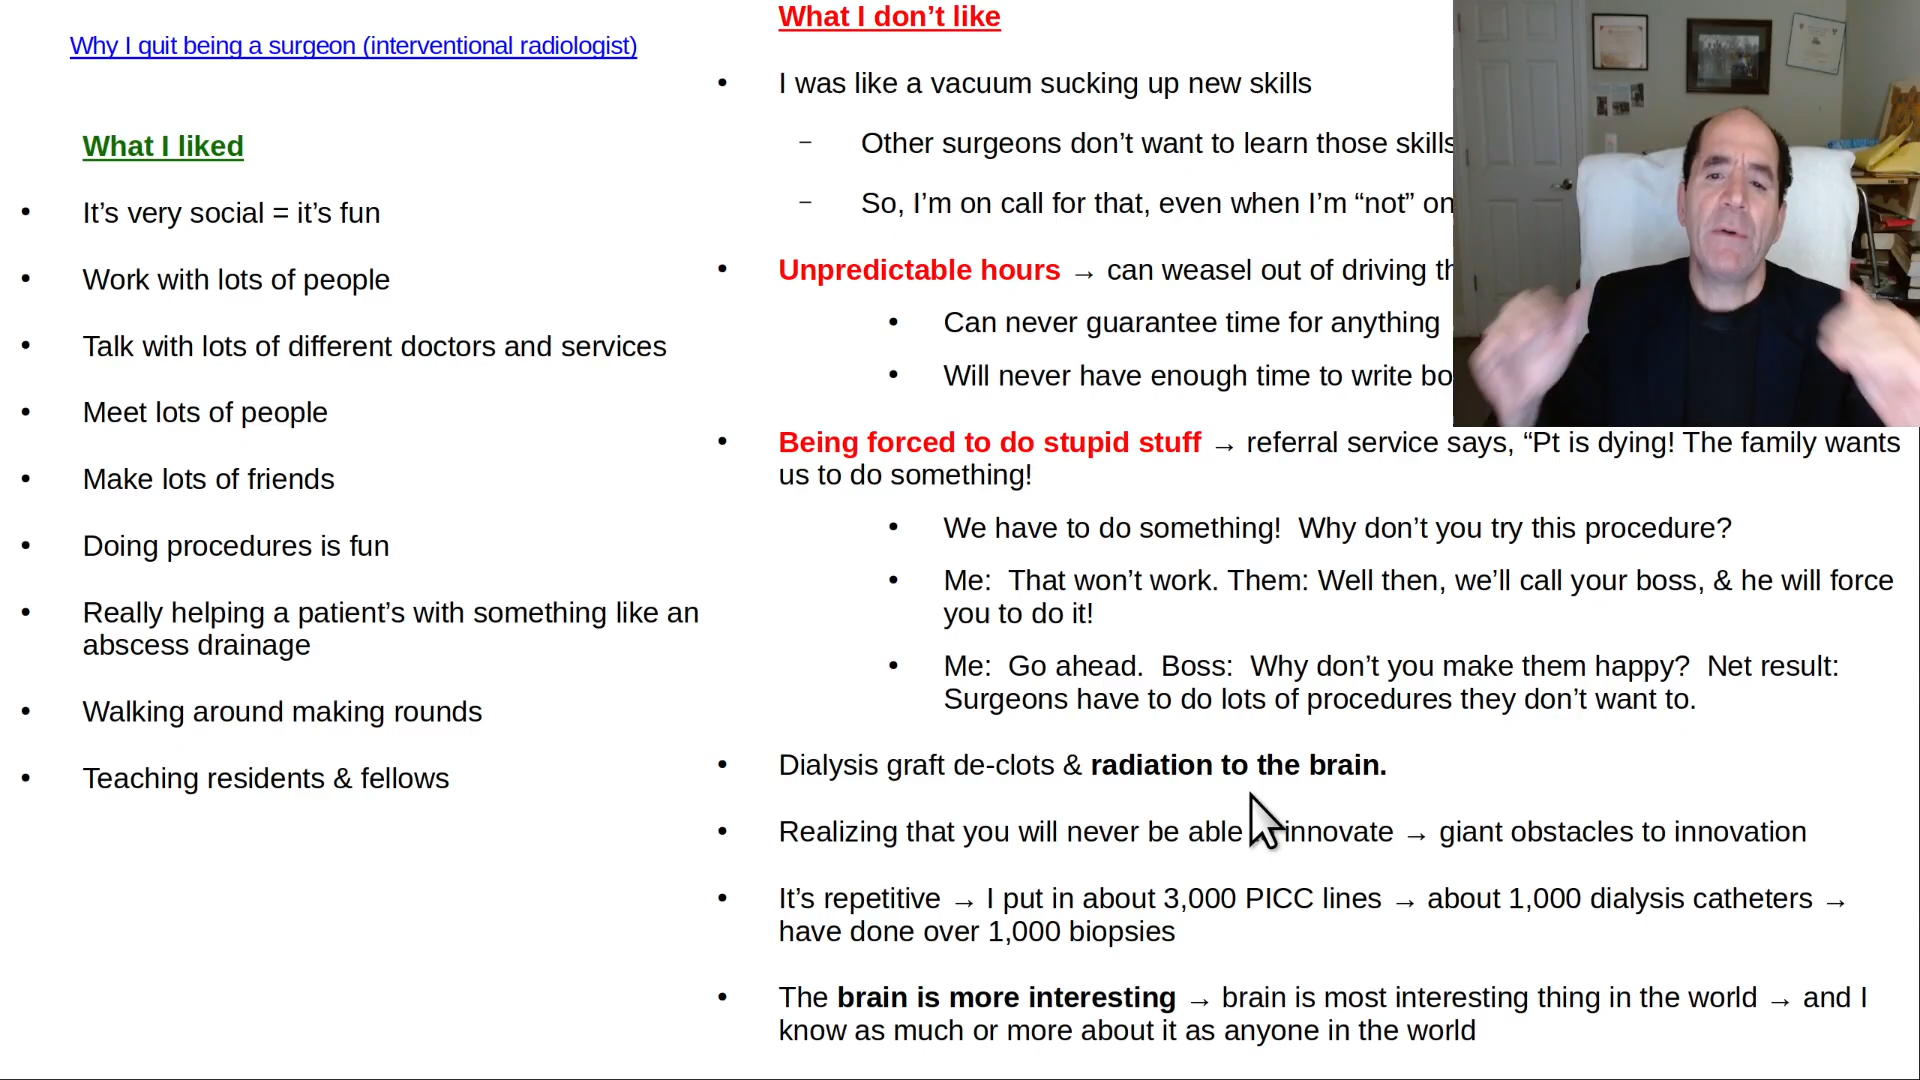 Why I quit being a surgeon (interventional radiologist)
What I liked
• It’s very social = it’s fun
• Work with lots of people
• Talk with lots of different doctors and services
• Meet lots of people
• Make lots of friends
• Doing procedures is fun
• Really helping a patient’s with something like an
abscess drainage
• Walking around making rounds
• Teaching residents & fellows
What I don’t like
• I was like a vacuum sucking up new skills
– Other surgeons don’t want to learn those skills
– So, I’m on call for that, even when I’m “not” on
• Unpredictable hours → can weasel out of driving
• Can never guarantee time for anything
• Will never have enough time to write
• Being forced to do stupid stuff → referral service says, “Pt is dying! The family wants
us to do something!
• We have to do something!  Why don’t you try this procedure?
• Me:  That won’t work. Them: Well then, we’ll call your boss, & he will force
you to do it!
• Me:  Go ahead.  Boss:  Why don’t you make them happy?  Net result:
Surgeons have to do lots of procedures they don’t want to.
• Dialysis graft de-clots & radiation to the brain.
• Realizing that you will never be able innovate → giant obstacles to innovation
• It’s repetitive → I put in about 3,000 PICC lines → about 1,000 dialysis catheters →
have done over 1,000 biopsies
• The brain is more interesting → brain is most interesting thing in the world → and I
know as much or more about it as anyone in the world